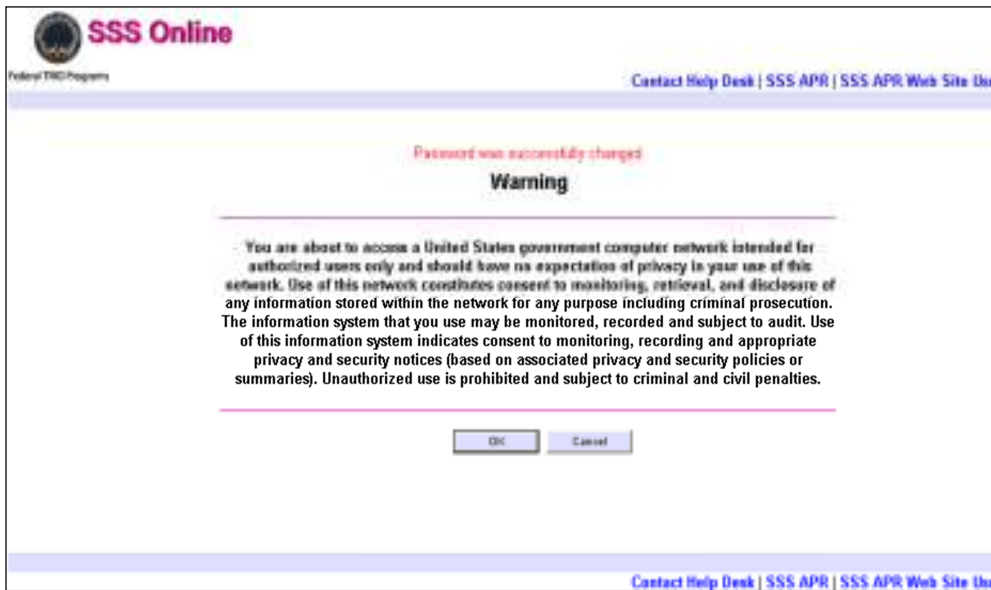 SSS Online
Federal TRIO Programs
Contact Help Desk | SSS APR | SSS APR Web Site
Password was successfully changed
Warning
You are about to access a United States government computer network intended for
authorized users only and should have no expectation of privacy in your use of this
network. Use of this network constitutes consent to monitoring, retrieval, and disclosure of
any information stored within the network for any purpose including criminal prosecution.
The information system that you use may be monitored, recorded and subject to audit. Use
of this information system indicates consent to monitoring, recording and appropriate
privacy and security notices (based on associated privacy and security policies or
summaries). Unauthorized use is prohibited and subject to criminal and civil penalties.
OK Cancel
Contact Help Desk | SSS APR | SSS APR Web Site